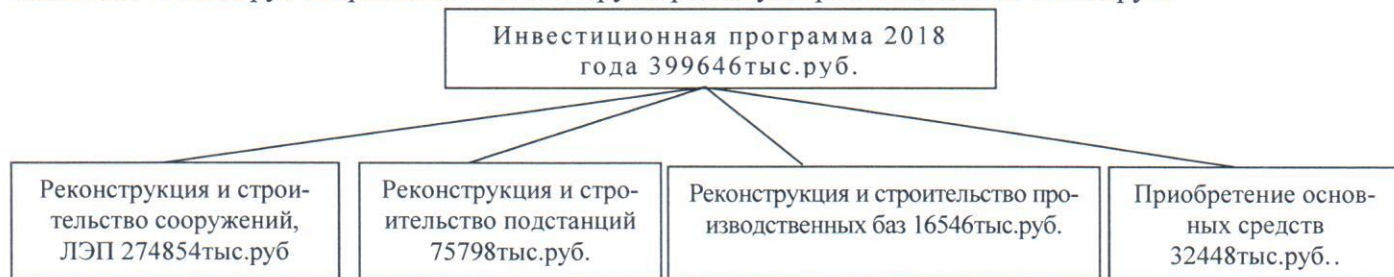 Инвестиционная программа 2018
года 399646тыс.руб.
Реконструкция и строи-
тельство сооружений,
ЛЭП 274854тыс.руб
Реконструкция и стро-
ительство подстанций
75798тыс.руб.
Реконструкция и строительство про-
изводственных баз 16546тыс.руб.
Приобретение основ-
ных средств
32448тыс.руб..